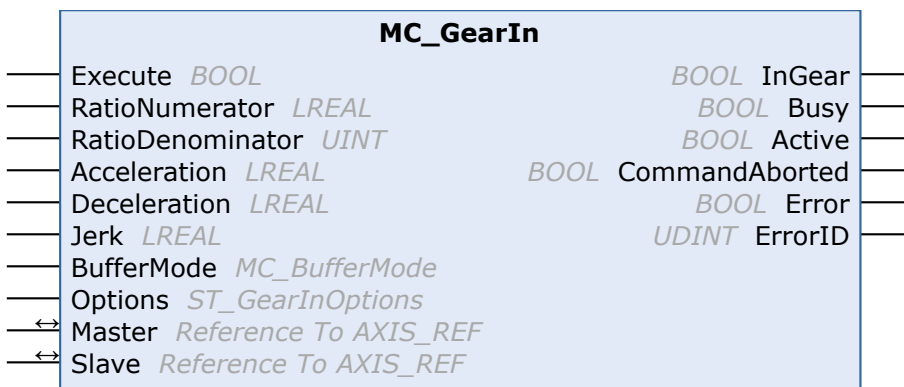 MC_GearIn
Execute BOOL BOOL InGear
RatioNumerator LREAL BOOL Busy
RatioDenominator UINT BOOL Active
Acceleration LREAL BOOL CommandAborted
Deceleration LREAL BOOL Error
Jerk LREAL UDINT ErrorID
BufferMode MC_BufferMode
Options ST_GearInOptions
↔ Master Reference To AXIS_REF
↔ Slave Reference To AXIS_REF